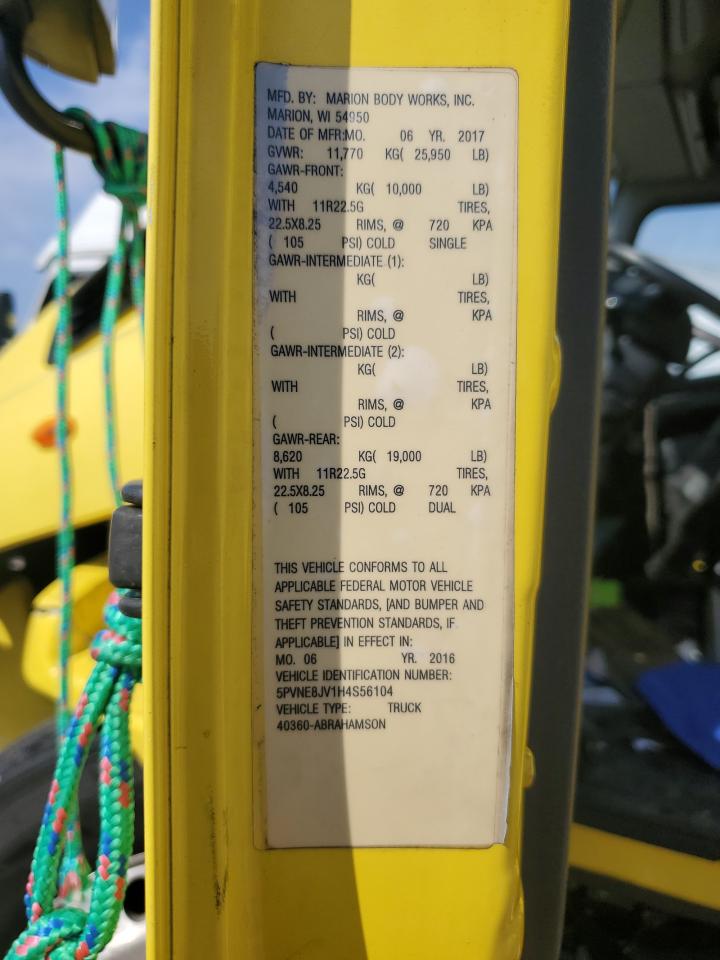 MFD. BY: MARION BODY WORKS, INC.
MARION, WI 54950
DATE OF MFR:MO. 06 YR. 2017
GVWR: 11,770 KG( 25,950 LB)
GAWR-FRONT:
4,540 KG( 10,000 LB)
WITH 11R22.5G TIRES,
22.5X8.25 RIMS, @ 720 KPA
( 105 PSI) COLD SINGLE
GAWR-INTERMEDIATE (1):
KG( LB)
WITH TIRES,
RIMS, @ KPA
( PSI) COLD
GAWR-INTERMEDIATE (2):
KG( LB)
WITH TIRES,
RIMS, @ KPA
( PSI) COLD
GAWR-REAR:
8,620 KG( 19,000 LB)
WITH 11R22.5G TIRES,
22.5X8.25 RIMS, @ 720 KPA
( 105 PSI) COLD DUAL
THIS VEHICLE CONFORMS TO ALL
APPLICABLE FEDERAL MOTOR VEHICLE
SAFETY STANDARDS, [AND BUMPER AND
THEFT PREVENTION STANDARDS, IF
APPLICABLE] IN EFFECT IN:
MO. 06 YR. 2016
VEHICLE IDENTIFICATION NUMBER:
5PVNE8JV1H4S56104
VEHICLE TYPE: TRUCK
40360-ABRAHAMSON